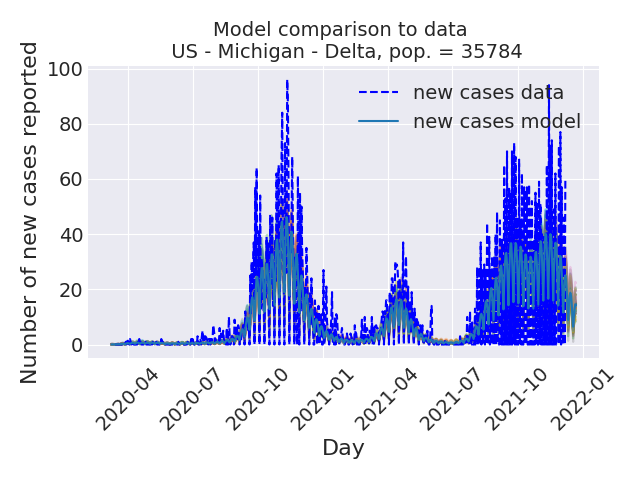 Model comparison to data
US - Michigan - Delta, pop. = 35784
Number of new cases reported
100
80
60
40
20
0
new cases data
new cases model
2020-04
2020-07
2020-10
2021-01
2021-04
2021-07
2021-10
2022-01
Day